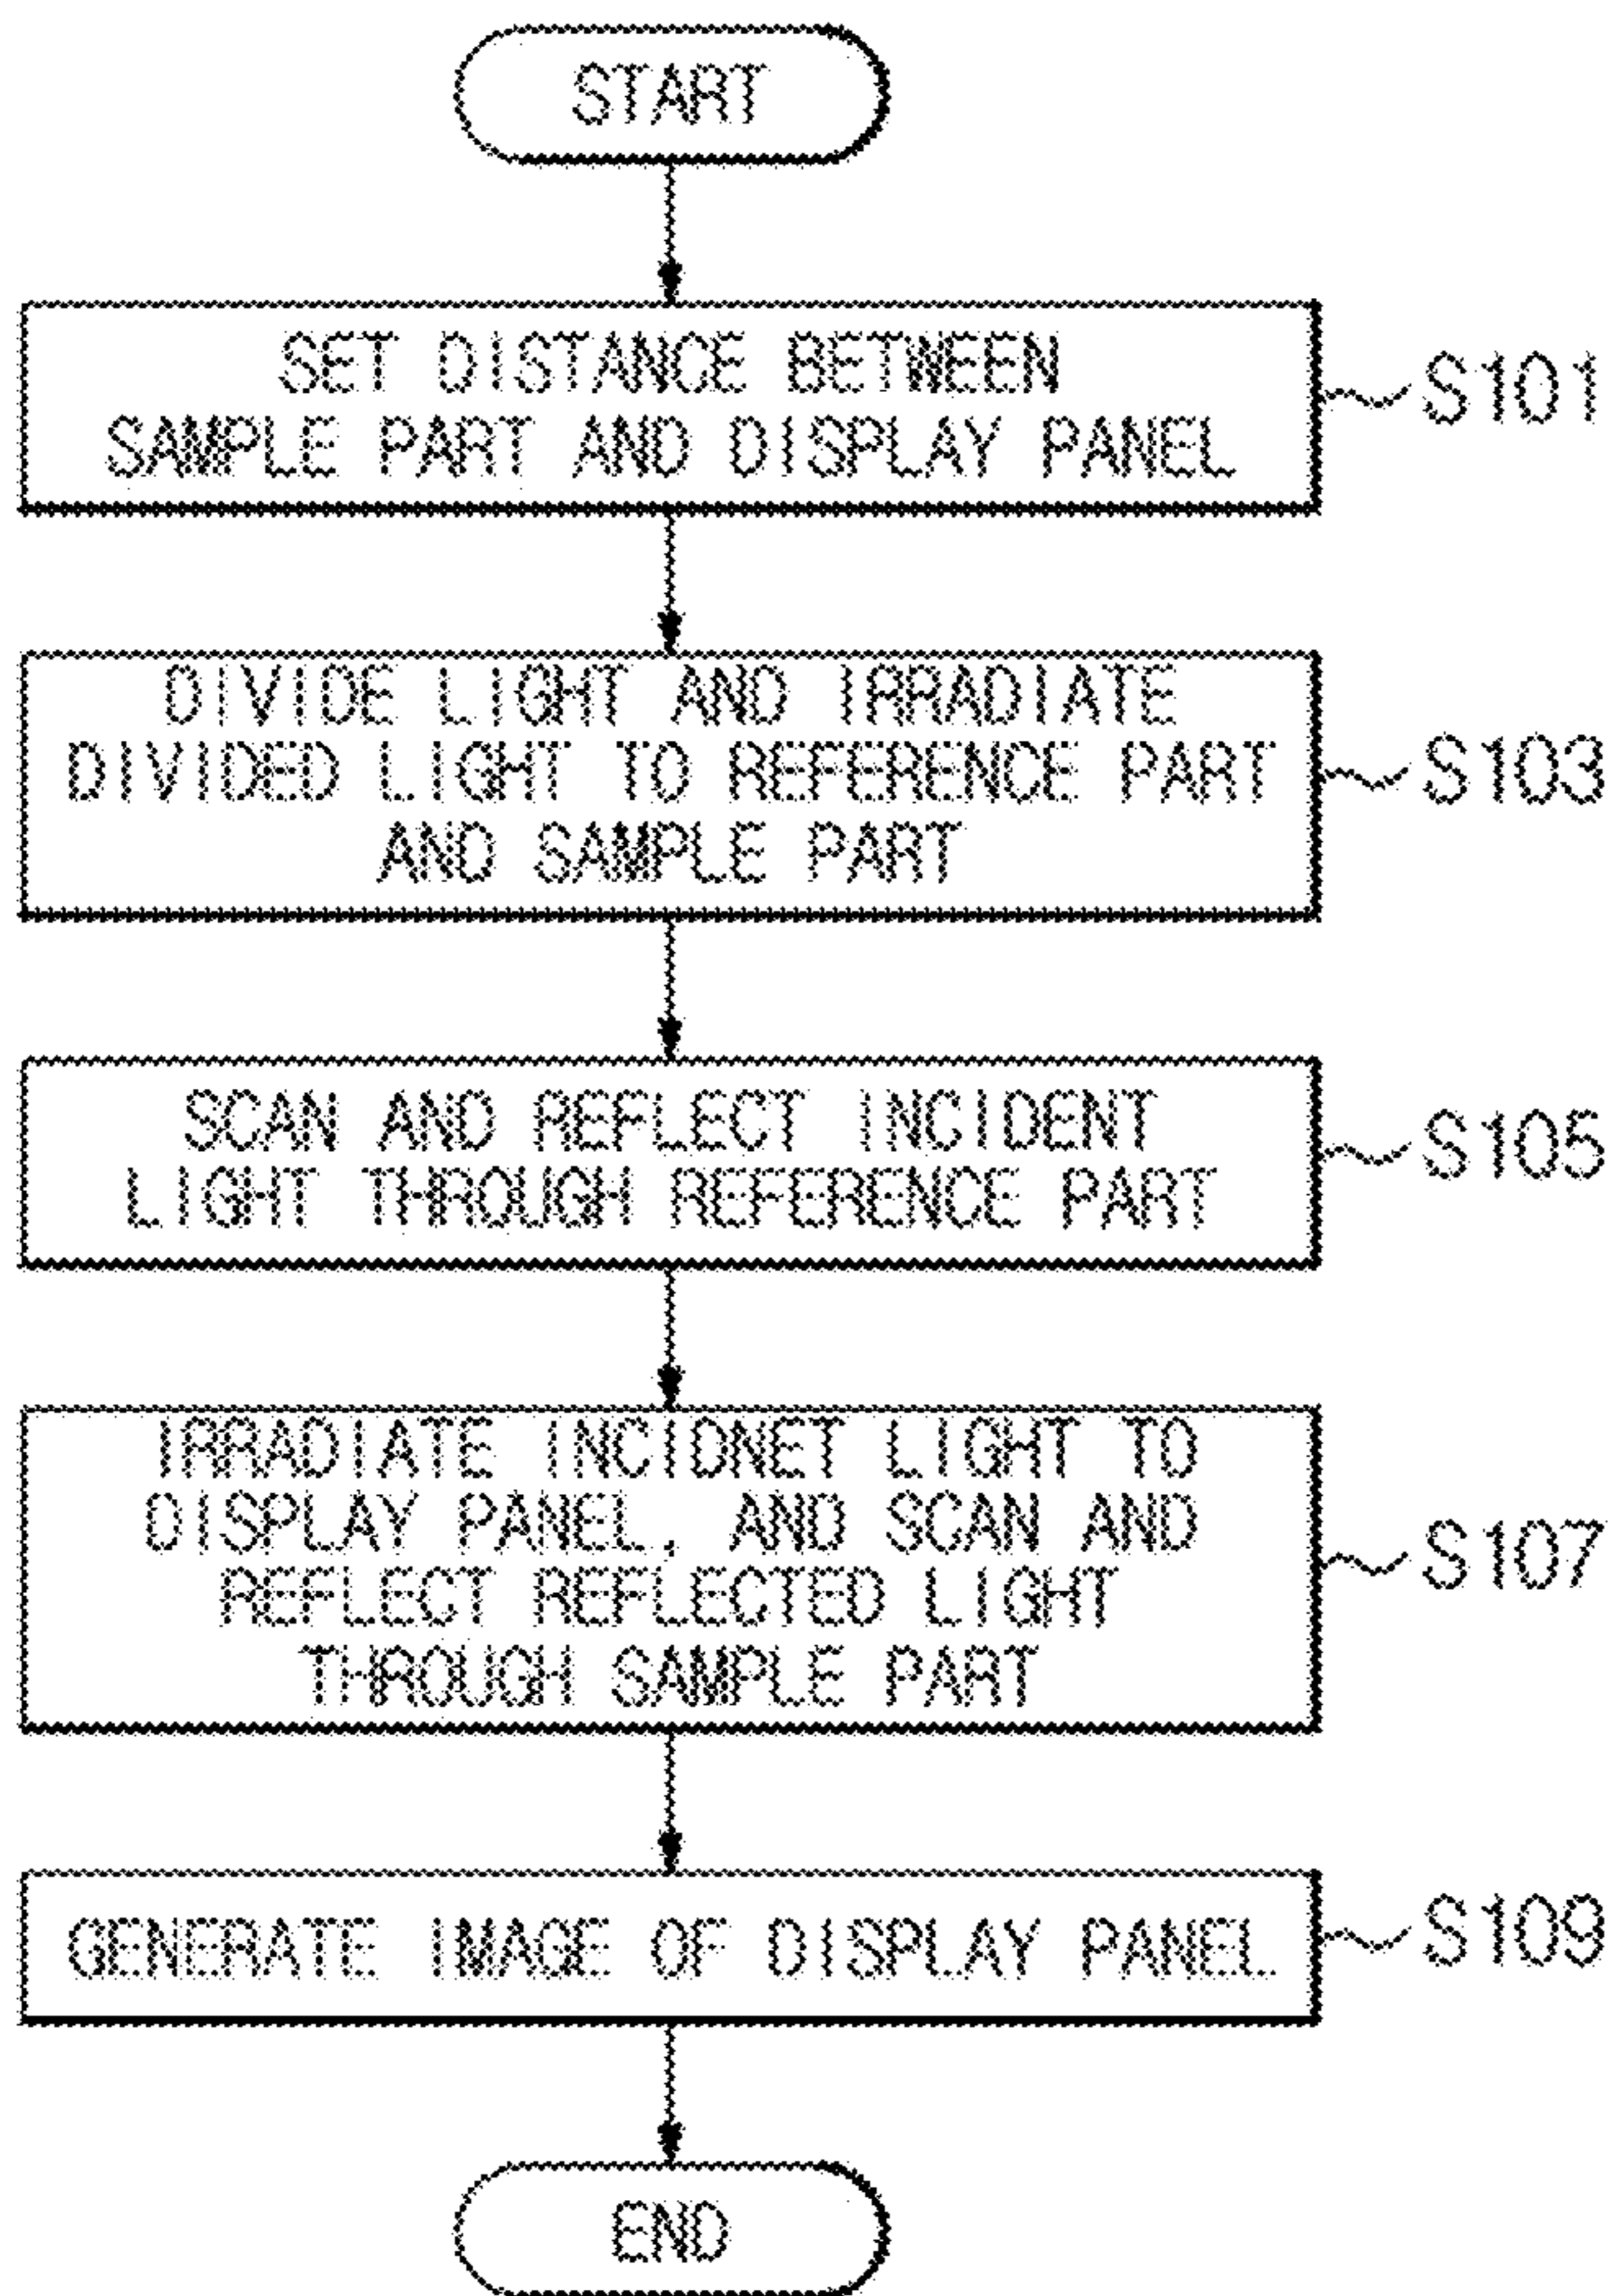 START
SET DISTANCE BETWEEN
SAMPLE PART AND DISPLAY PANEL
S101
DIVIDE LIGHT AND IRRADIATE
DIVIDED LIGHT TO REFERENCE PART
AND SAMPLE PART
S103
SCAN AND REFLECT INCIDENT
LIGHT THROUGH REFERENCE PART
S105
IRRADIATE INCIDNET LIGHT TO
DISPLAY PANEL, AND SCAN AND
REFLECT REFLECTED LIGHT
THROUGH SAMPLE PART
S107
GENERATE IMAGE OF DISPLAY PANEL
S109
END